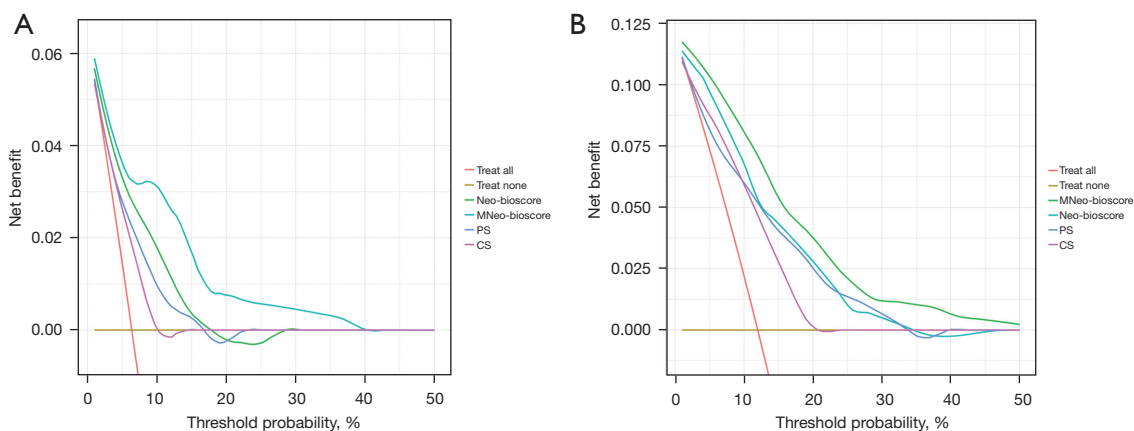 A
0.06
0.04
0.02
0.00
Net benefit
0 10 20 30 40 50
Threshold probability, %
Treat all
Treat none
Neo-bioscore
MNeo-bioscore
PS
CS
B
0.125
0.100
0.075
0.050
0.025
0.000
Net benefit
0 10 20 30 40 50
Threshold probability, %
Treat all
Treat none
MNeo-bioscore
Neo-bioscore
PS
CS